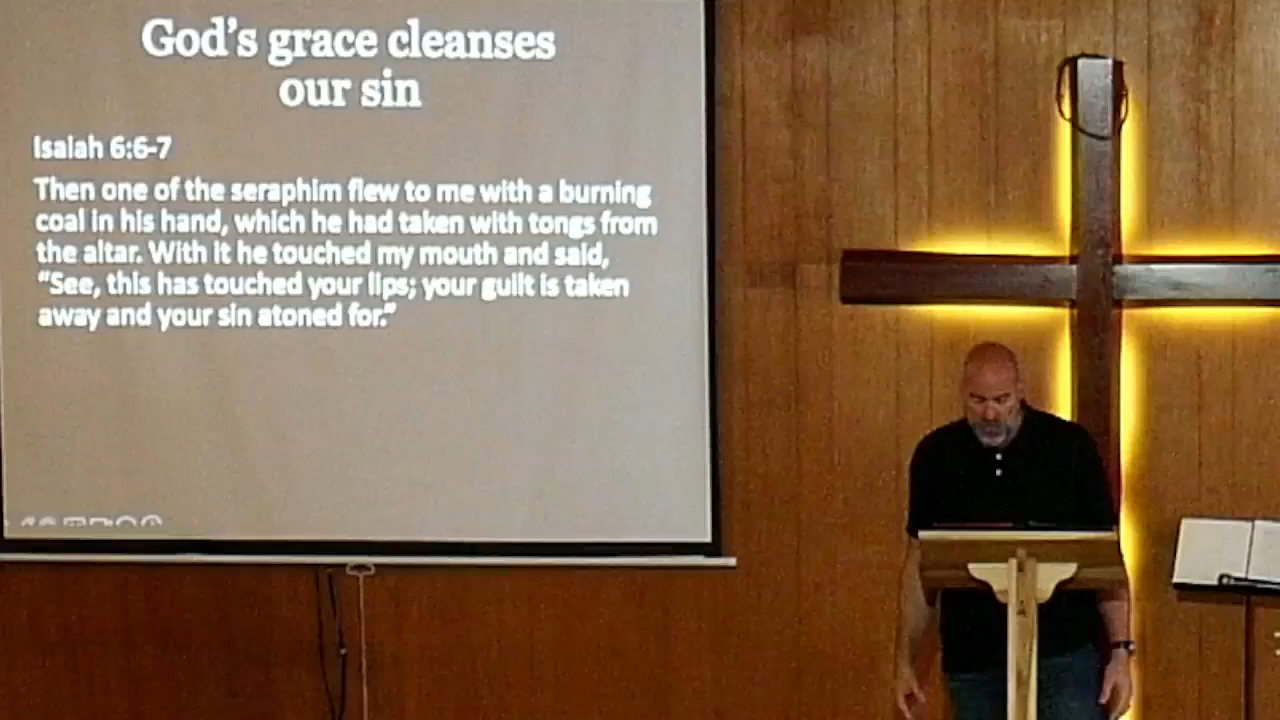 God’s grace cleanses
our sin
Isaiah 6:6-7
Then one of the seraphim flew to me with a burning
coal in his hand, which he had taken with tongs from
the altar. With it he touched my mouth and said,
“See, this has touched your lips; your guilt is taken
away and your sin atoned for.”